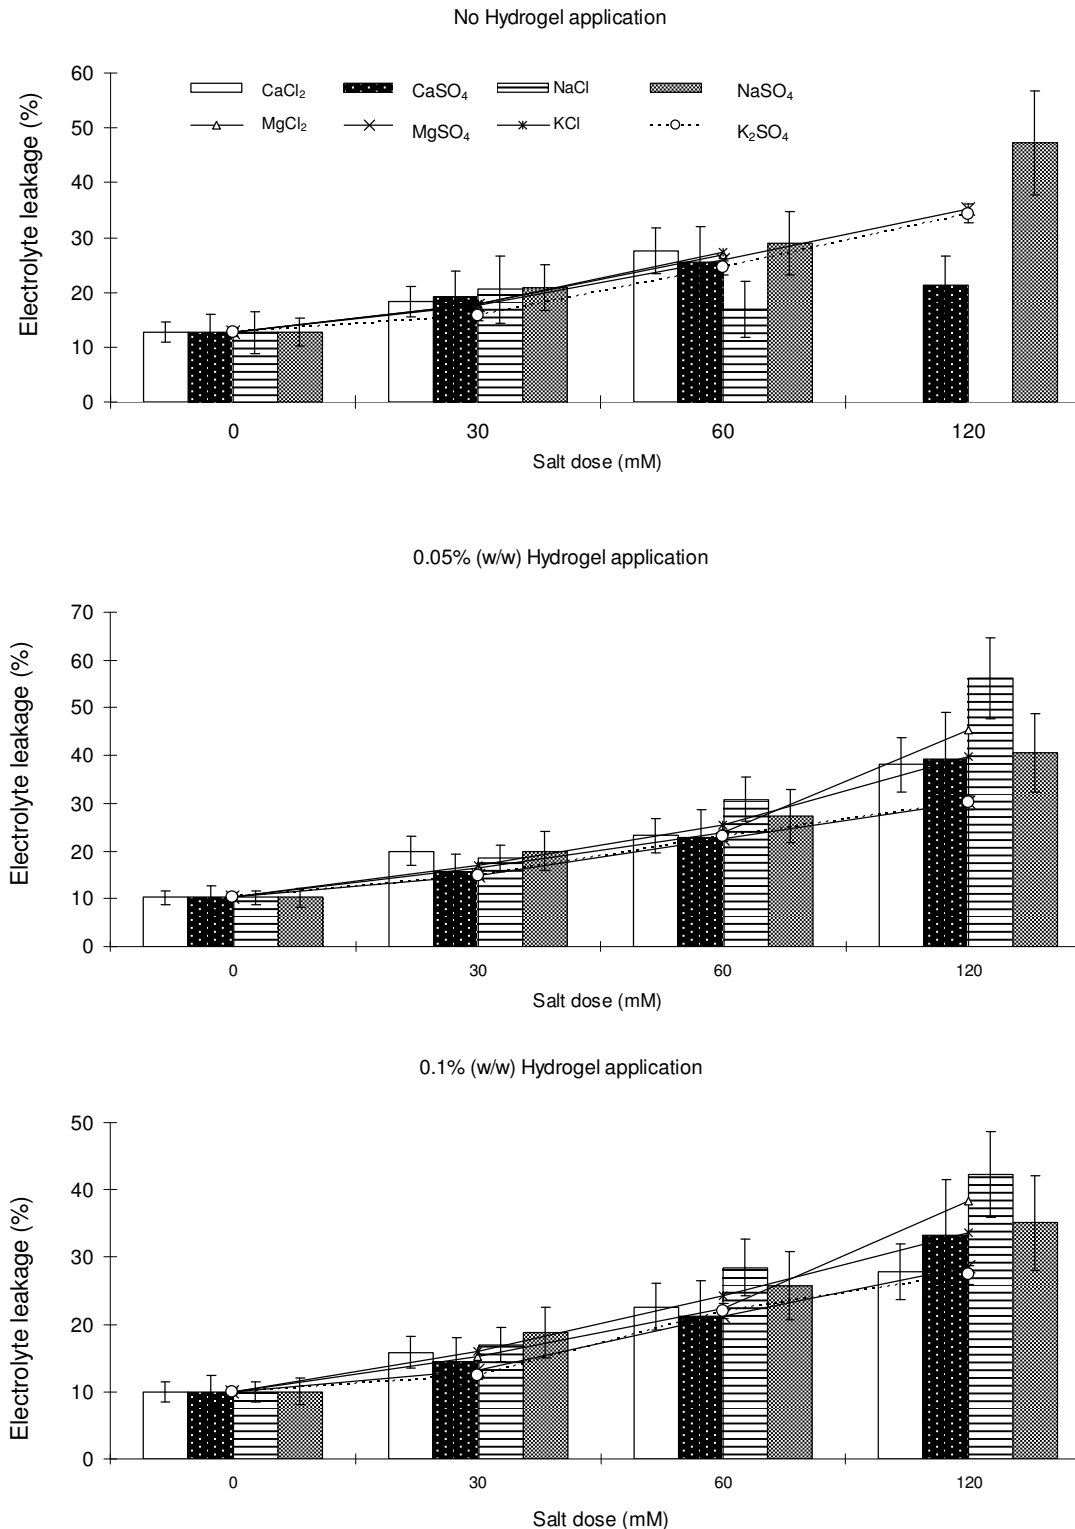 No Hydrogel application
60
50
40
30
20
10
0
Electrolyte leakage (%)
CaCl₂ CaSO₄ NaCl NaSO₄
MgCl₂ MgSO₄ KCl K₂SO₄
0 30 60 120
Salt dose (mM)
0.05% (w/w) Hydrogel application
70
60
50
40
30
20
10
0
Electrolyte leakage (%)
0 30 60 120
Salt dose (mM)
0.1% (w/w) Hydrogel application
50
40
30
20
10
0
Electrolyte leakage (%)
0 30 60 120
Salt dose (mM)